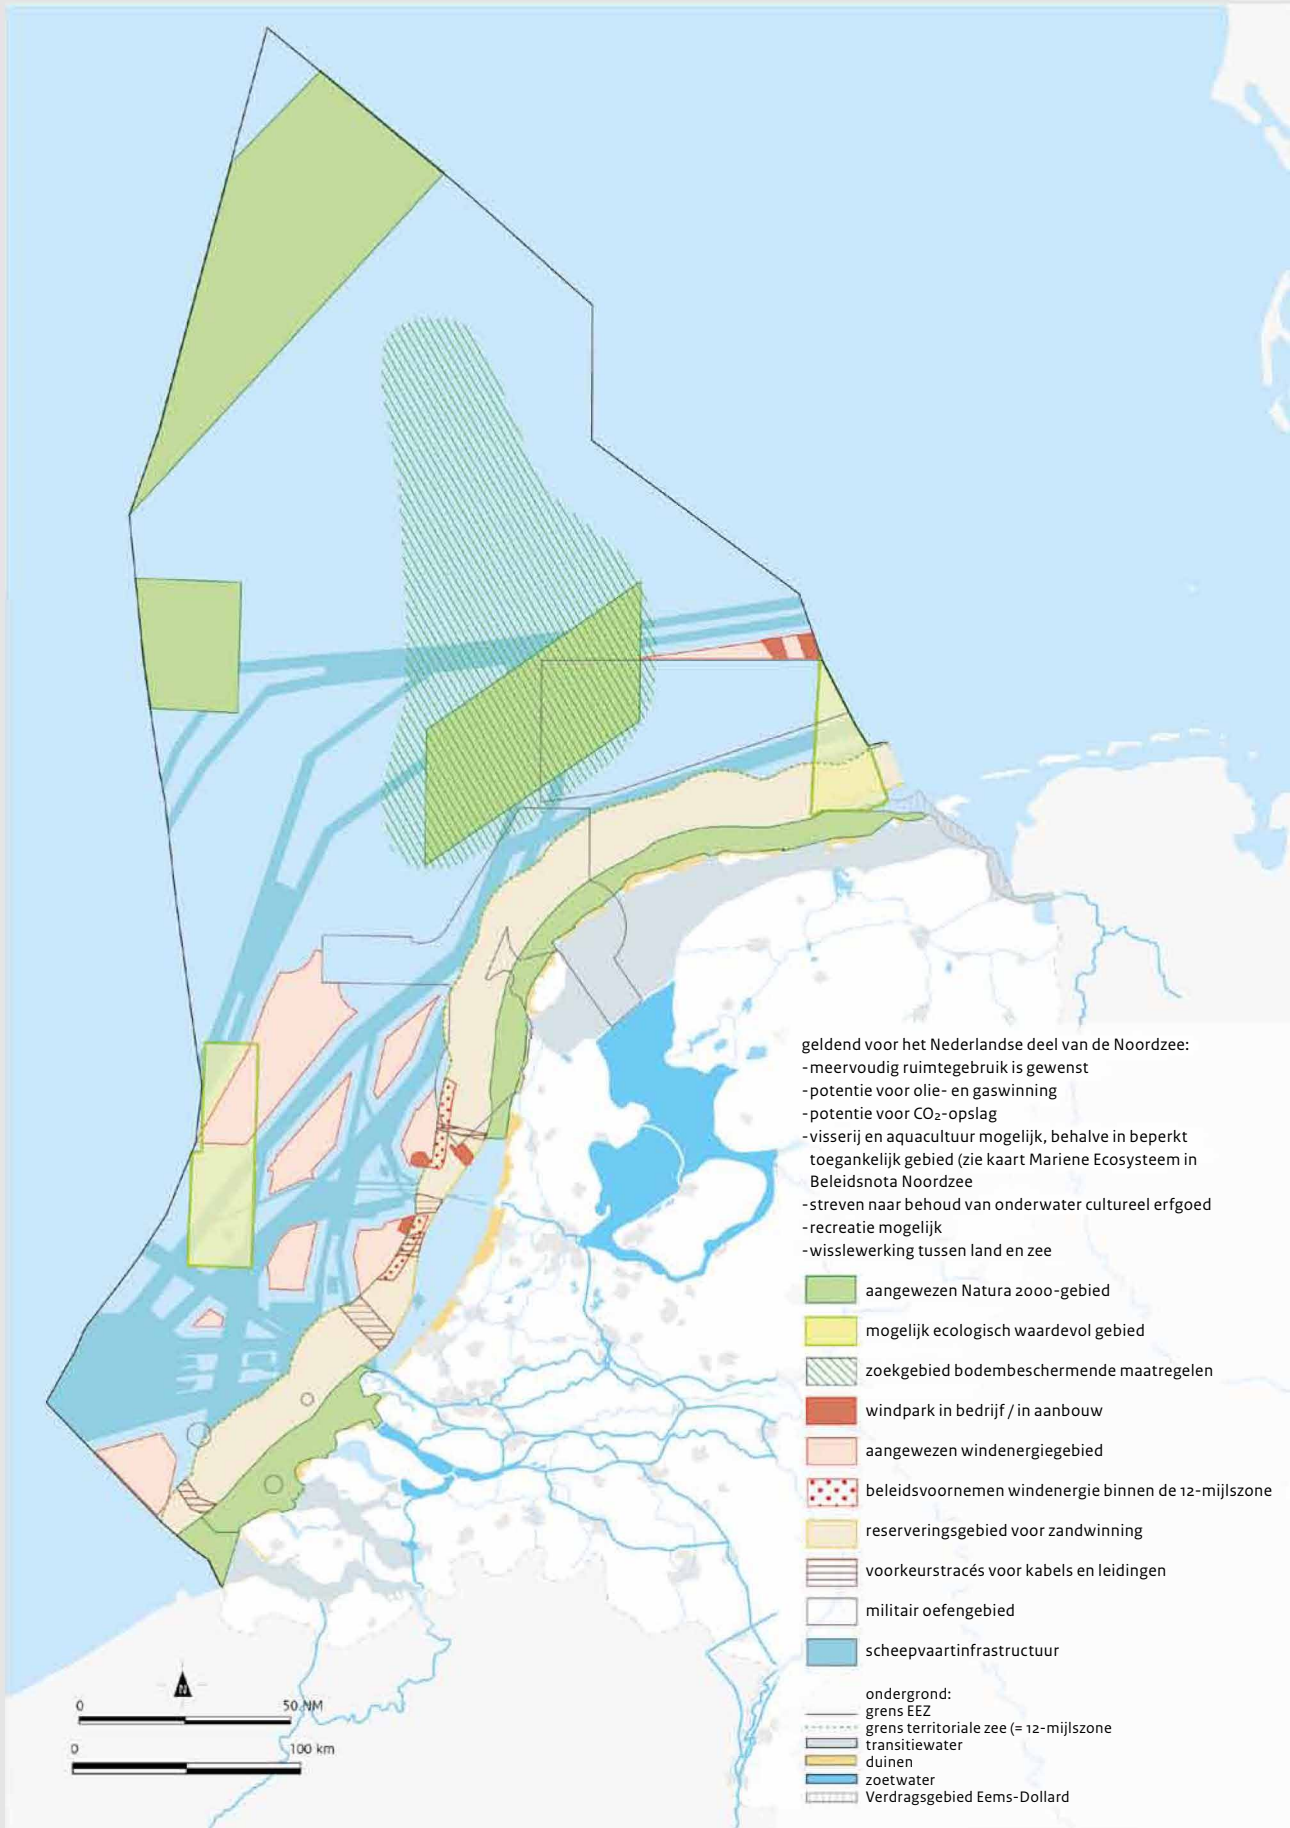 geldend voor het Nederlandse deel van de Noordzee:
-meervoudig ruimtegebruik is gewenst
-potentie voor olie- en gaswinning
-potentie voor CO₂-opslag
-visserij en aquacultuur mogelijk, behalve in beperkt
toegankelijk gebied (zie kaart Mariene Ecosysteem in
Beleidsnota Noordzee
-streven naar behoud van onderwater cultureel erfgoed
-recreatie mogelijk
-wisslewerking tussen land en zee
aangewezen Natura 2000-gebied
mogelijk ecologisch waardevol gebied
zoekgebied bodembeschermende maatregelen
windpark in bedrijf / in aanbouw
aangewezen windenergiegebied
beleidsvoornemen windenergie binnen de 12-mijlszone
reserveringsgebied voor zandwinning
voorkeurstracés voor kabels en leidingen
militair oefengebied
scheepvaartinfrastructuur
ondergrond:
grens EEZ
grens territoriale zee (= 12-mijlszone
transitiewater
duinen
zoetwater
Verdragsgebied Eems-Dollard
N
0 50 NM
0 100 km